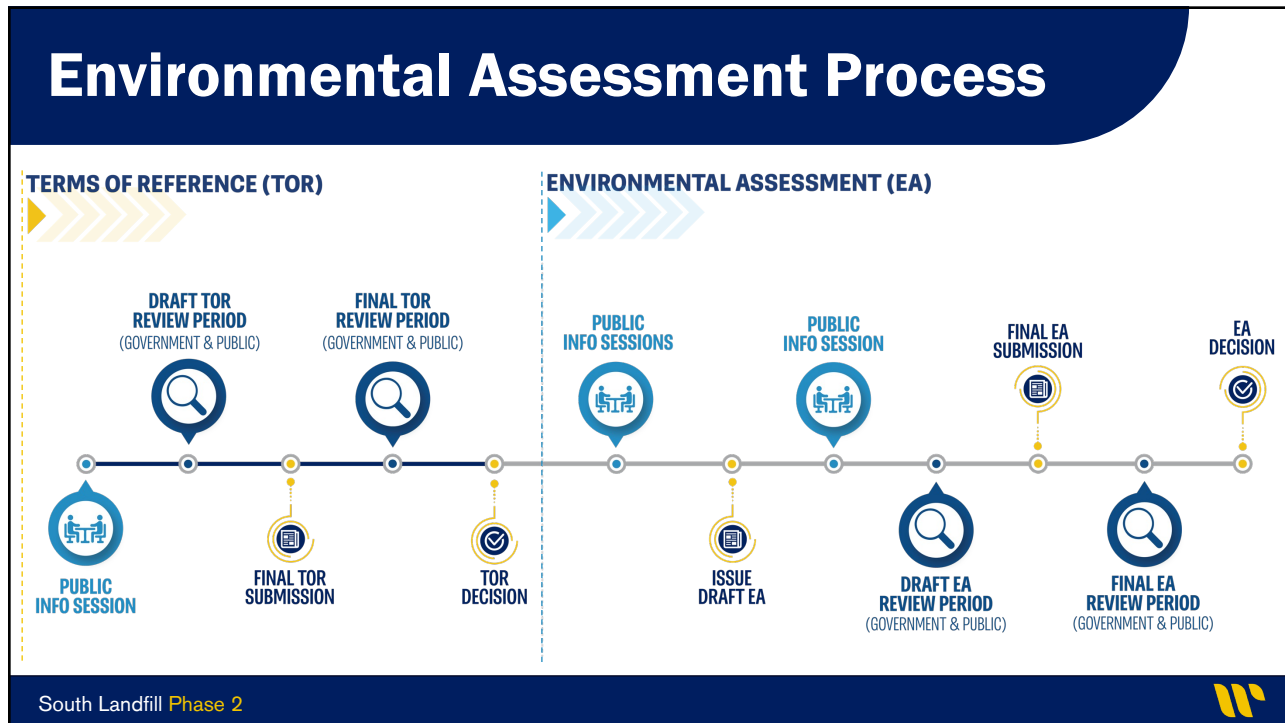 Environmental Assessment Process
TERMS OF REFERENCE (TOR)
ENVIRONMENTAL ASSESSMENT (EA)
DRAFT TOR
REVIEW PERIOD
(GOVERNMENT & PUBLIC)
FINAL TOR
REVIEW PERIOD
(GOVERNMENT & PUBLIC)
PUBLIC
INFO SESSIONS
PUBLIC
INFO SESSION
FINAL EA
SUBMISSION
EA
DECISION
PUBLIC
INFO SESSION
FINAL TOR
SUBMISSION
TOR
DECISION
ISSUE
DRAFT EA
DRAFT EA
REVIEW PERIOD
(GOVERNMENT & PUBLIC)
FINAL EA
REVIEW PERIOD
(GOVERNMENT & PUBLIC)
South Landfill Phase 2